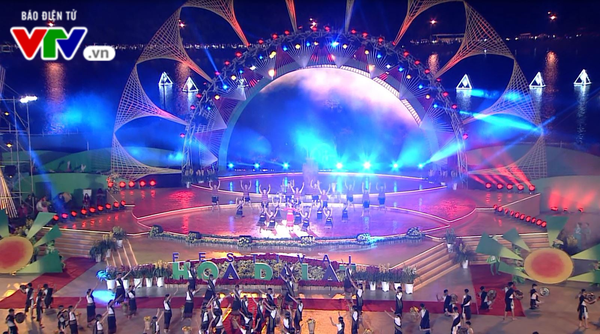 BÁO ĐIỆN TỬ
VTV.vn
FESTIVAL
HOA ĐÀ LẠT